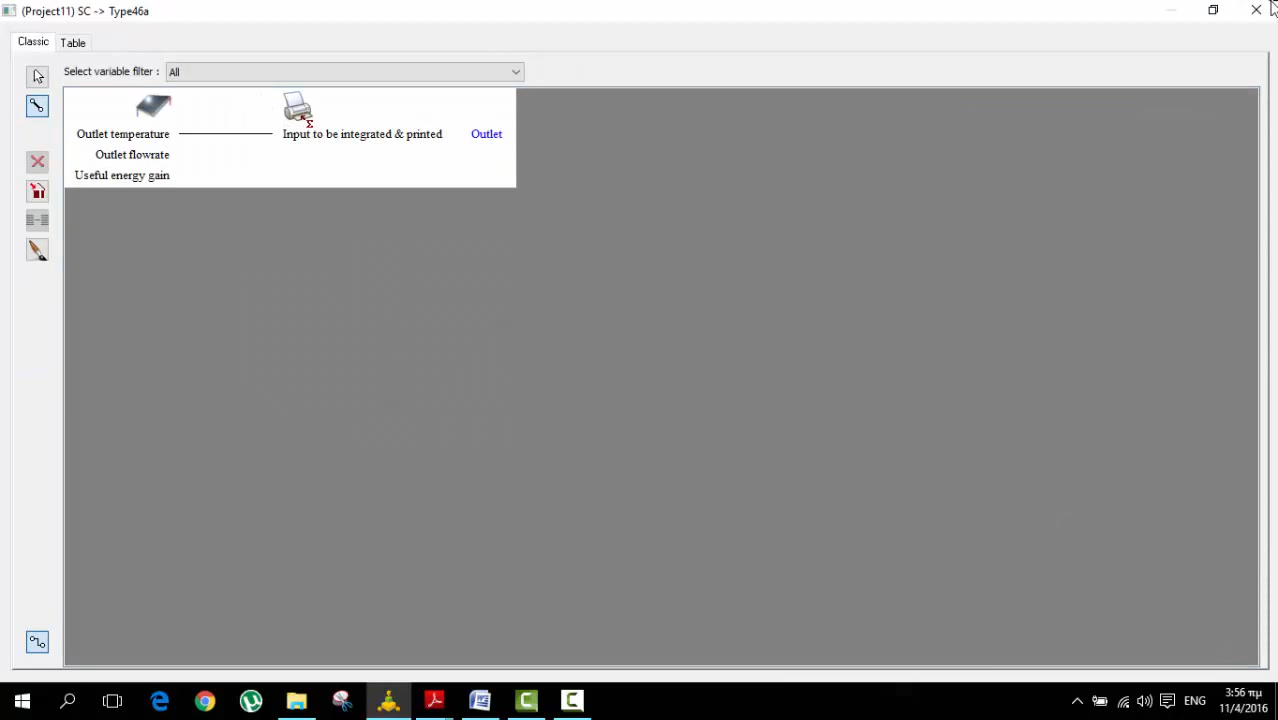 (Project11) SC -> Type46a
Classic Table
Select variable filter : All
Outlet temperature Input to be integrated & printed Outlet
Outlet flowrate
Useful energy gain
ENG 3:56 πμ
11/4/2016